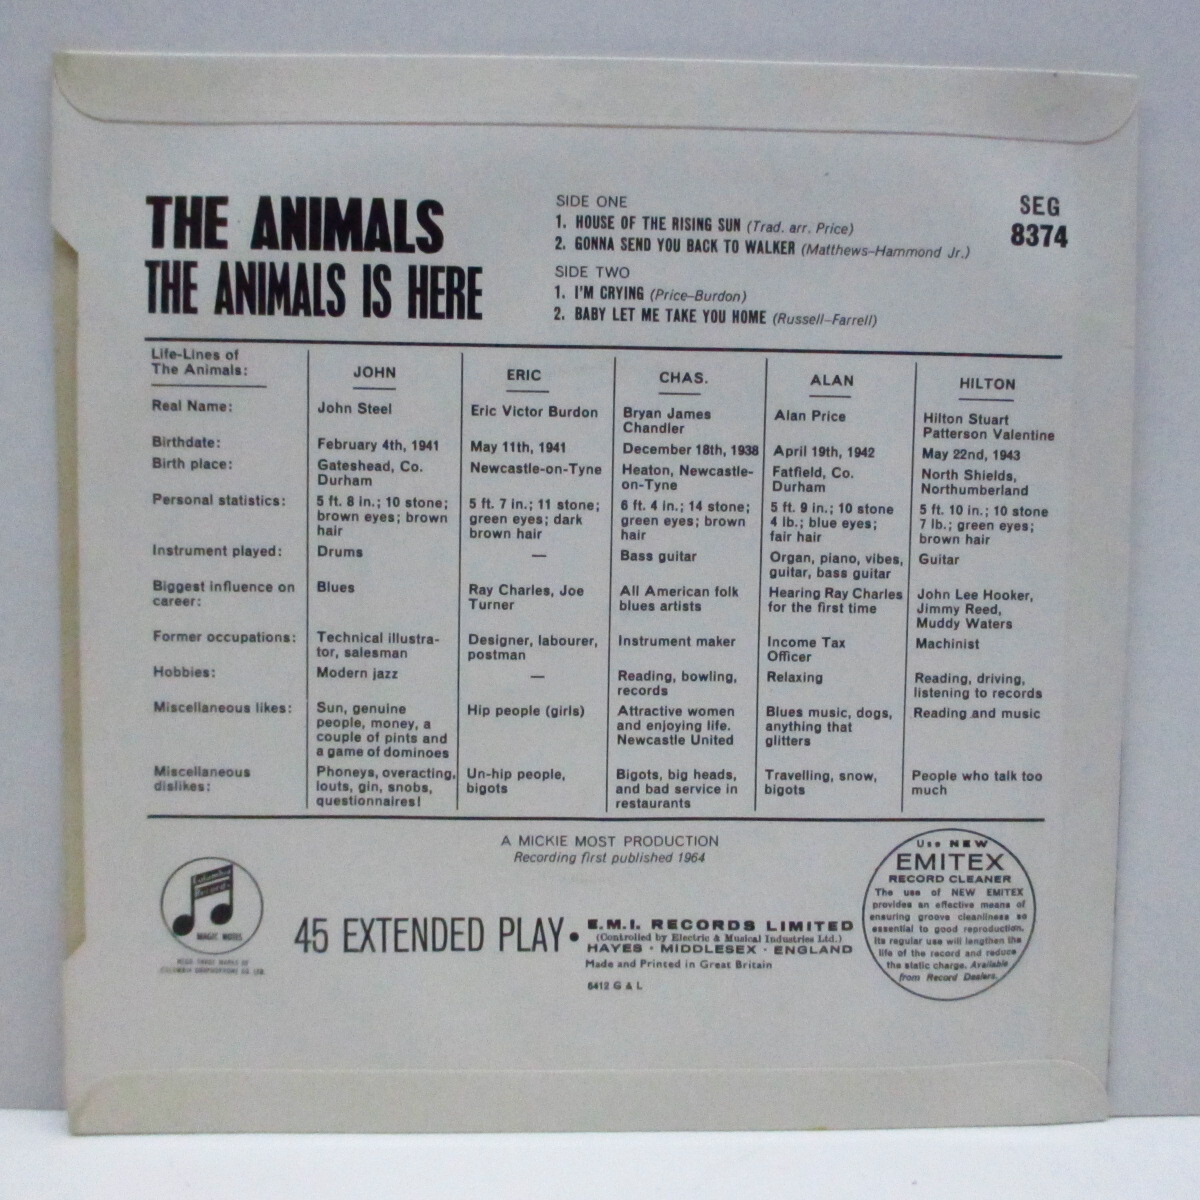 THE ANIMALS
THE ANIMALS IS HERE
SIDE ONE
1. HOUSE OF THE RISING SUN (Trad. arr. Price)
2. GONNA SEND YOU BACK TO WALKER (Matthews–Hammond Jr.)
SIDE TWO
1. I'M CRYING (Price–Burdon)
2. BABY LET ME TAKE YOU HOME (Russell–Farrell)
SEG
8374
Life-Lines of
The Animals:
JOHN
ERIC
CHAS.
ALAN
HILTON
Real Name:
John Steel
Eric Victor Burdon
Bryan James
Chandler
Alan Price
Hilton Stuart
Patterson Valentine
Birthdate:
February 4th, 1941
May 11th, 1941
December 18th, 1938
April 19th, 1942
May 22nd, 1943
Birth place:
Gateshead, Co.
Durham
Newcastle-on-Tyne
Heaton, Newcastle-
on-Tyne
Fatfield, Co.
Durham
North Shields,
Northumberland
Personal statistics:
5 ft. 8 in.; 10 stone;
brown eyes; brown
hair
5 ft. 7 in.; 11 stone;
green eyes; dark
brown hair
6 ft. 4 in.; 14 stone;
green eyes; brown
hair
5 ft. 9 in.; 10 stone
4 lb.; blue eyes;
fair hair
5 ft. 10 in.; 10 stone
7 lb.; green eyes;
brown hair
Instrument played:
Drums
—
Bass guitar
Organ, piano, vibes,
guitar, bass guitar
Guitar
Biggest influence on
career:
Blues
Ray Charles, Joe
Turner
All American folk
blues artists
Hearing Ray Charles
for the first time
John Lee Hooker,
Jimmy Reed,
Muddy Waters
Former occupations:
Technical illustra-
tor, salesman
Designer, labourer,
postman
Instrument maker
Income Tax
Officer
Machinist
Hobbies:
Modern jazz
—
Reading, bowling,
records
Relaxing
Reading, driving,
listening to records
Miscellaneous likes:
Sun, genuine
people, money, a
couple of pints and
a game of dominoes
Hip people (girls)
Attractive women
and enjoying life.
Newcastle United
Blues music, dogs,
anything that
glitters
Reading and music
Miscellaneous
dislikes:
Phoneys, overacting,
louts, gin, snobs,
questionnaires!
Un-hip people,
bigots
Bigots, big heads,
and bad service in
restaurants
Travelling, snow,
bigots
People who talk too
much
A MICKIE MOST PRODUCTION
Recording first published 1964
Columbia
Records
MAGIC NOTES
REGD. TRADE MARKS OF
COLUMBIA GRAPHOPHONE CO. LTD.
45 EXTENDED PLAY •
E.M.I. RECORDS LIMITED
(Controlled by Electric & Musical Industries Ltd.)
HAYES · MIDDLESEX · ENGLAND
Made and Printed in Great Britain
6412 G & L
Use NEW
EMITEX
RECORD CLEANER
The use of NEW EMITEX
provides an effective means of
ensuring groove cleanliness so
essential to good reproduction.
Its regular use will lengthen the
life of the record and reduce
the static charge. Available
from Record Dealers.